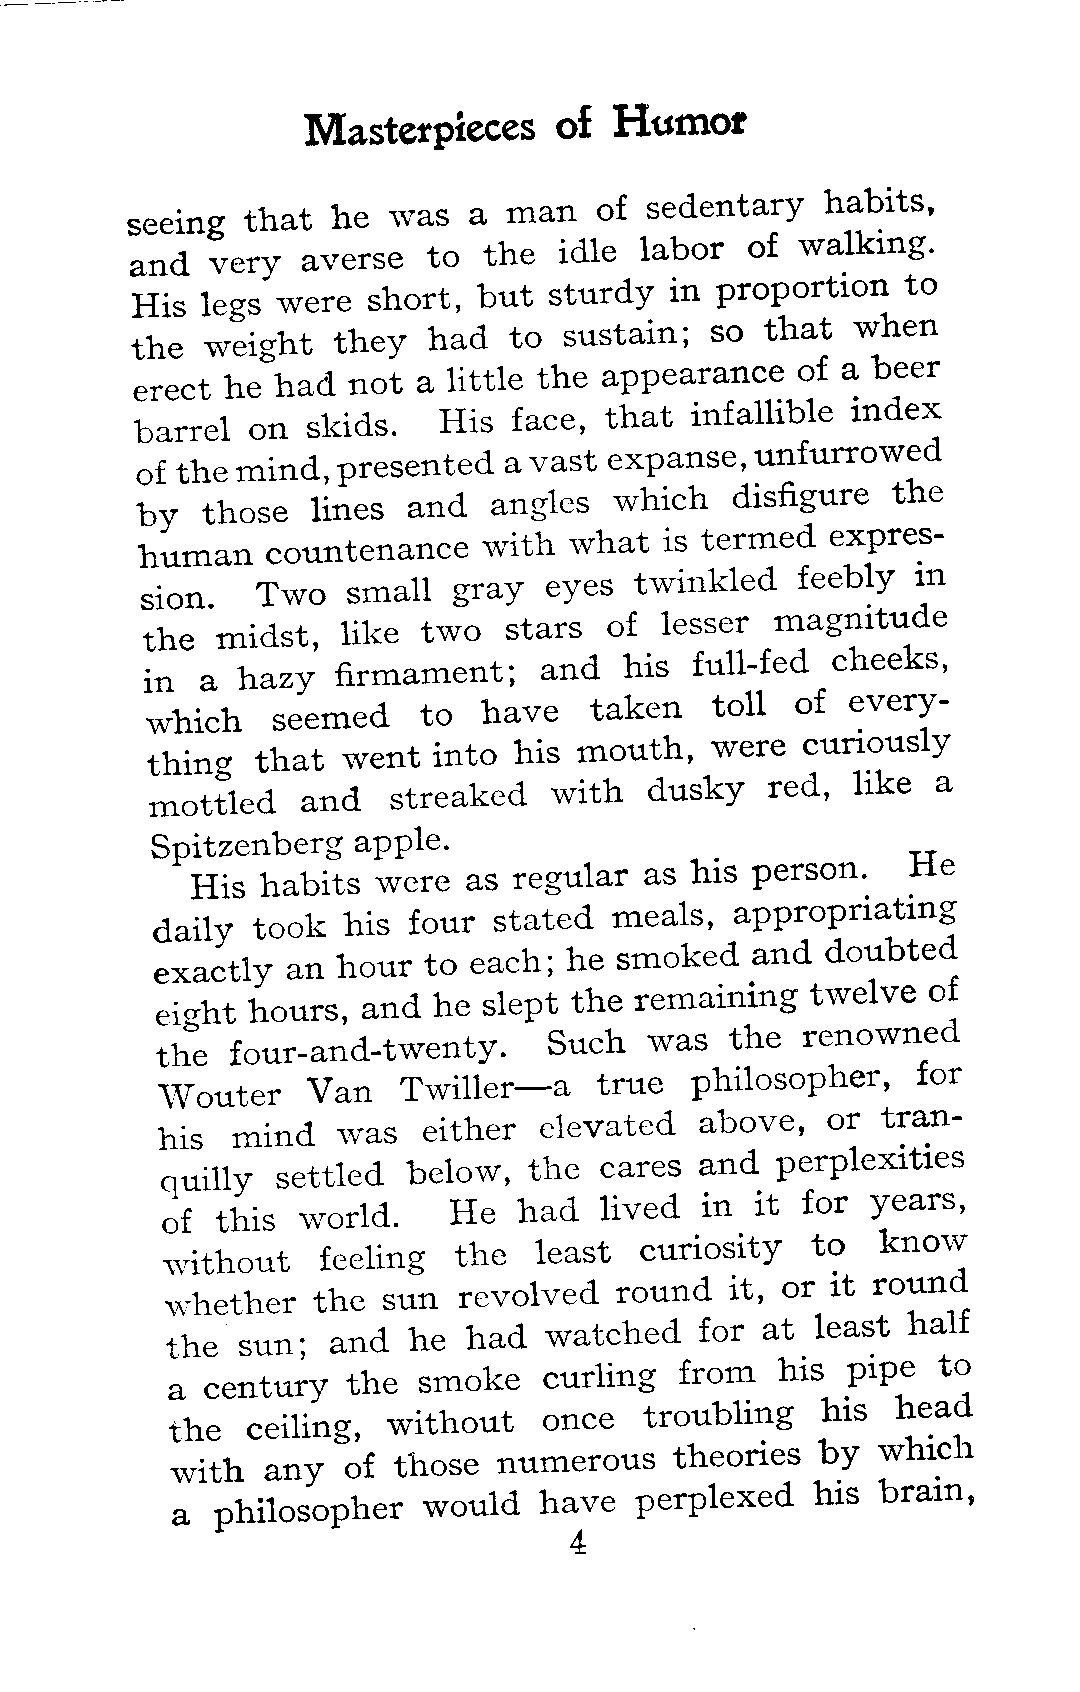 Masterpieces of Humor
seeing that he was a man of sedentary habits,
and very averse to the idle labor of walking.
His legs were short, but sturdy in proportion to
the weight they had to sustain; so that when
erect he had not a little the appearance of a beer
barrel on skids. His face, that infallible index
of the mind, presented a vast expanse, unfurrowed
by those lines and angles which disfigure the
human countenance with what is termed expres-
sion. Two small gray eyes twinkled feebly in
the midst, like two stars of lesser magnitude
in a hazy firmament; and his full-fed cheeks,
which seemed to have taken toll of every-
thing that went into his mouth, were curiously
mottled and streaked with dusky red, like a
Spitzenberg apple.
His habits were as regular as his person. He
daily took his four stated meals, appropriating
exactly an hour to each; he smoked and doubted
eight hours, and he slept the remaining twelve of
the four-and-twenty. Such was the renowned
Wouter Van Twiller—a true philosopher, for
his mind was either elevated above, or tran-
quilly settled below, the cares and perplexities
of this world. He had lived in it for years,
without feeling the least curiosity to know
whether the sun revolved round it, or it round
the sun; and he had watched for at least half
a century the smoke curling from his pipe to
the ceiling, without once troubling his head
with any of those numerous theories by which
a philosopher would have perplexed his brain,
4